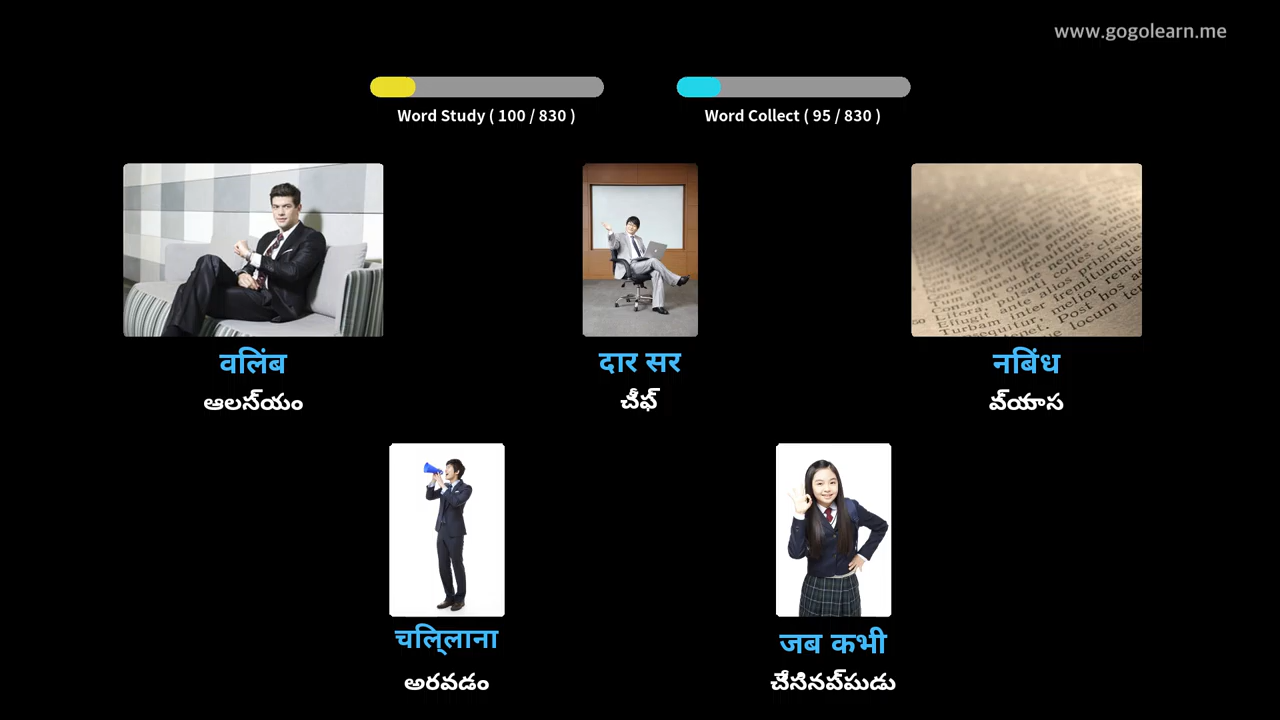 www.gogolearn.me
Word Study ( 100 / 830 )
Word Collect ( 95 / 830 )
वलिंब
ఆలస్‌యం
दार सर
చీఫ్
नबिंध
వ్‌యాస
चलि्लाना
అరవడం
जब कभी
చేసినప్‌పుడు